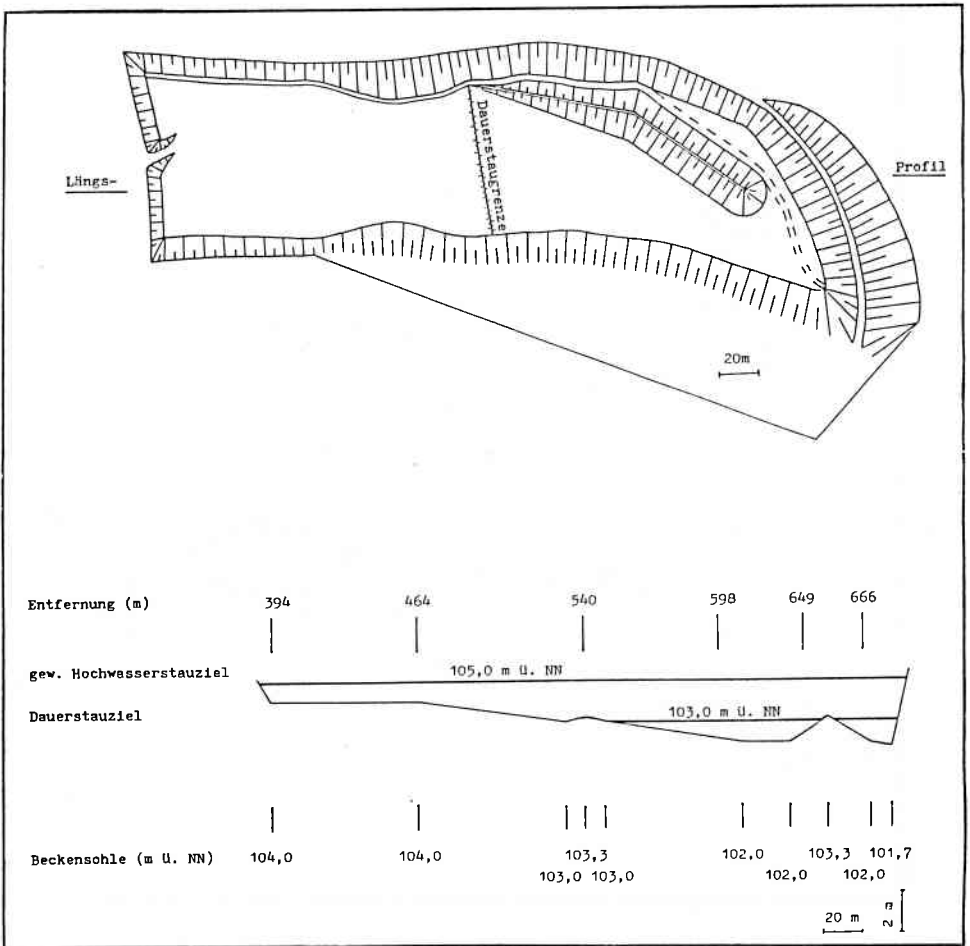 Dauerstaugrenze
Längs-
Profil
20m
Entfernung (m) 394 464 540 598 649 666
gew. Hochwasserstauziel 105,0 m ü. NN
Dauerstauziel 103,0 m ü. NN
Beckensohle (m ü. NN) 104,0 104,0 103,3 102,0 103,3 101,7
103,0 103,0 102,0 102,0
20 m 2 m